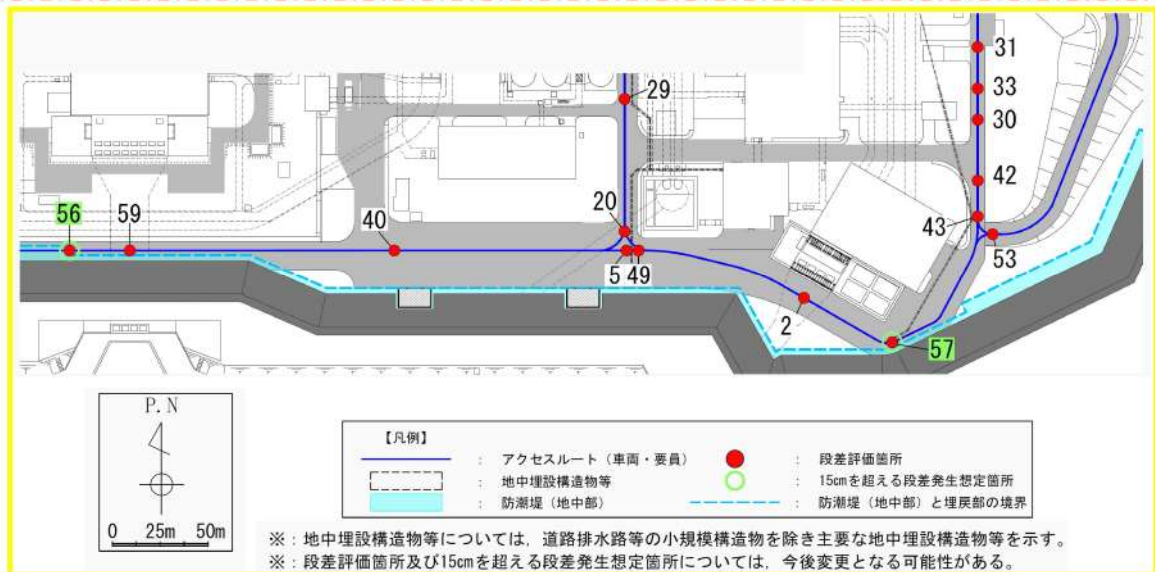 31
33
29
30
42
20
43
56
59
40
53
5
49
2
57
P.N
0 25m 50m
【凡例】
： アクセスルート（車両・要員）
： 段差評価箇所
： 地中埋設構造物等
： 15cmを超える段差発生想定箇所
： 防潮堤（地中部）
： 防潮堤（地中部）と埋戻部の境界
※：地中埋設構造物等については，道路排水路等の小規模構造物を除き主要な地中埋設構造物等を示す。
※：段差評価箇所及び15cmを超える段差発生想定箇所については，今後変更となる可能性がある。